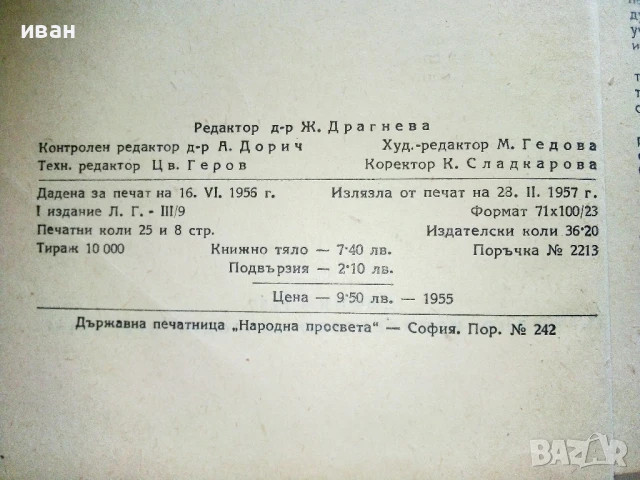 иван
Редактор д-р Ж. Драгнева
Контролен редактор д-р А. Дорич Худ.-редактор М. Гедова
Техн. редактор Цв. Геров Коректор К. Сладкарова
Дадена за печат на 16. VI. 1956 г. Излязла от печат на 28. II. 1957 г.
I издание Л. Г. - III/9 Формат 71x100/23
Печатни коли 25 и 8 стр. Издателски коли 36·20
Тираж 10 000 Книжно тяло — 7·40 лв. Поръчка № 2213
Подвързия — 2·10 лв.
Цена — 9·50 лв. — 1955
Държавна печатница „Народна просвета“ — София. Пор. № 242
BAZAR